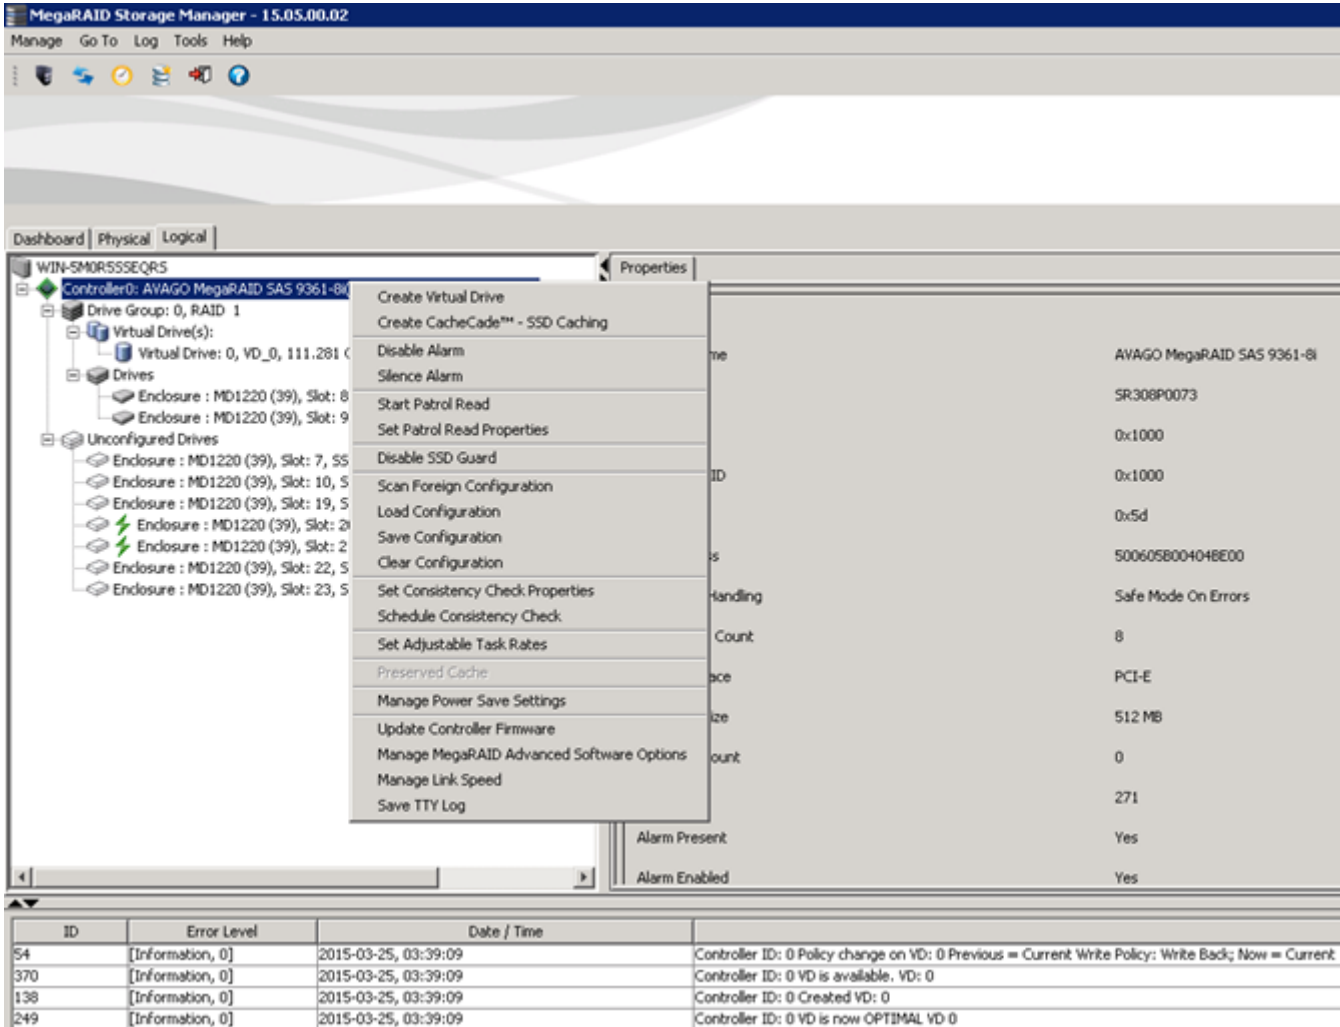 MegaRAID Storage Manager - 15.05.00.02
Manage Go To Log Tools Help
Dashboard Physical Logical
WIN-5M0R5SSEQRS
Controller0: AVAGO MegaRAID SAS 9361-8i(
Drive Group: 0, RAID 1
Virtual Drive(s):
Virtual Drive: 0, VD_0, 111.281
Drives
Enclosure : MD1220 (39), Slot: 8
Enclosure : MD1220 (39), Slot: 9
Unconfigured Drives
Enclosure : MD1220 (39), Slot: 7, SS
Enclosure : MD1220 (39), Slot: 10, S
Enclosure : MD1220 (39), Slot: 19, S
Enclosure : MD1220 (39), Slot: 2
Enclosure : MD1220 (39), Slot: 2
Enclosure : MD1220 (39), Slot: 22, S
Enclosure : MD1220 (39), Slot: 23, S
Create Virtual Drive
Create CacheCade™ - SSD Caching
Disable Alarm
Silence Alarm
Start Patrol Read
Set Patrol Read Properties
Disable SSD Guard
Scan Foreign Configuration
Load Configuration
Save Configuration
Clear Configuration
Set Consistency Check Properties
Schedule Consistency Check
Set Adjustable Task Rates
Preserved Cache
Manage Power Save Settings
Update Controller Firmware
Manage MegaRAID Advanced Software Options
Manage Link Speed
Save TTY Log
Properties
me AVAGO MegaRAID SAS 9361-8i
SR308P0073
0x1000
ID 0x1000
0x5d
ss 500605B00404BE00
Handling Safe Mode On Errors
Count 8
ace PCI-E
ize 512 MB
ount 0
271
Alarm Present Yes
Alarm Enabled Yes
ID Error Level Date / Time
54 [Information, 0] 2015-03-25, 03:39:09 Controller ID: 0 Policy change on VD: 0 Previous = Current Write Policy: Write Back; Now = Current
370 [Information, 0] 2015-03-25, 03:39:09 Controller ID: 0 VD is available. VD: 0
138 [Information, 0] 2015-03-25, 03:39:09 Controller ID: 0 Created VD: 0
249 [Information, 0] 2015-03-25, 03:39:09 Controller ID: 0 VD is now OPTIMAL VD 0